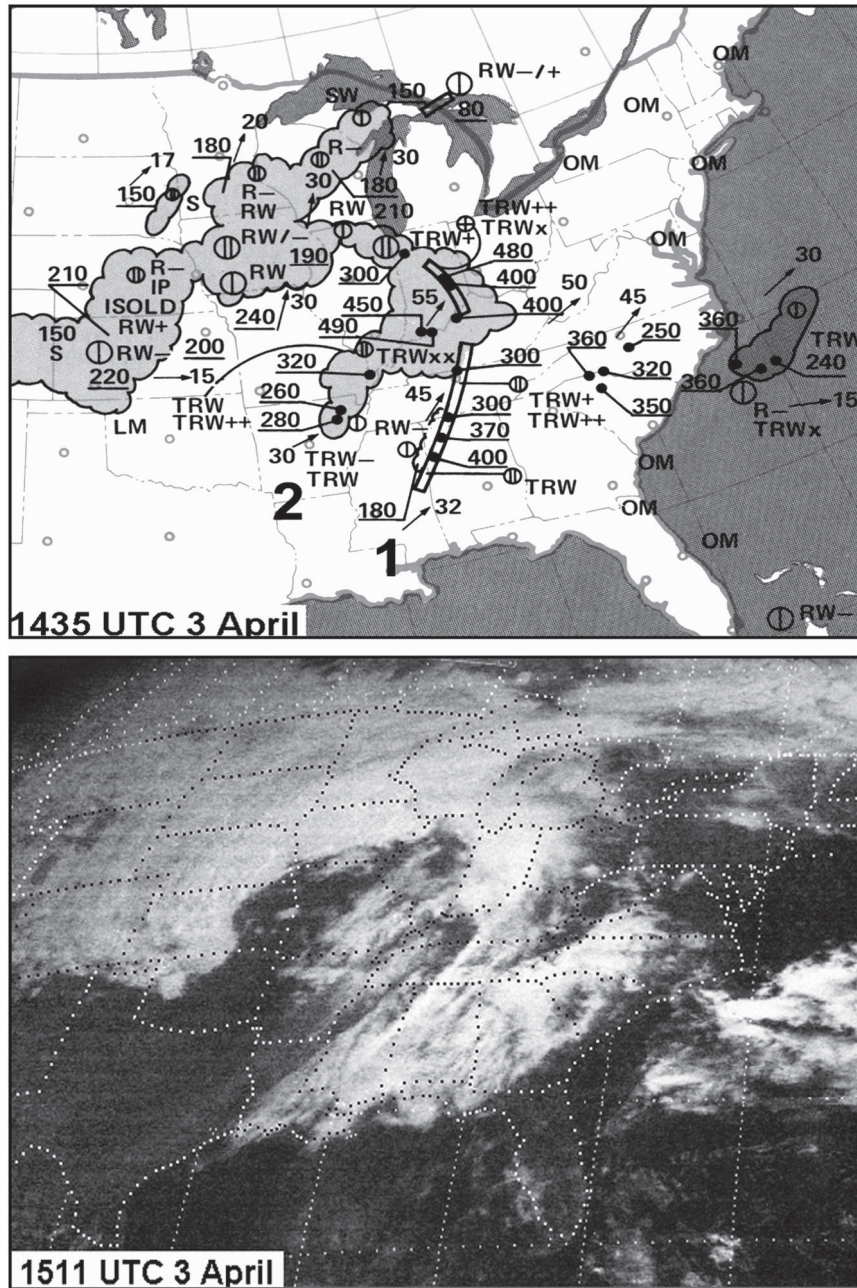 OM
RW−/+
150
80
SW
OM
20
180
R−
30
OM
17
150
S
R−
RW
30
RW
180
210
TRW++
TRWx
OM
RW/−
190
TRW+
480
R−
IP
210
ISOLD
RW+
RW
300
400
30
240
30
450
55
400
50
45
250
360
490
150
S
RW−
200
320
TRWxx
300
360
320
TRW
240
220
15
TRW
TRW++
260
45
300
TRW+
TRW++
350
360
R−
15
TRWx
LM
280
RW−
370
30
TRW−
TRW
400
TRW
OM
2
180
32
OM
1
OM
RW−
1435 UTC 3 April
1511 UTC 3 April